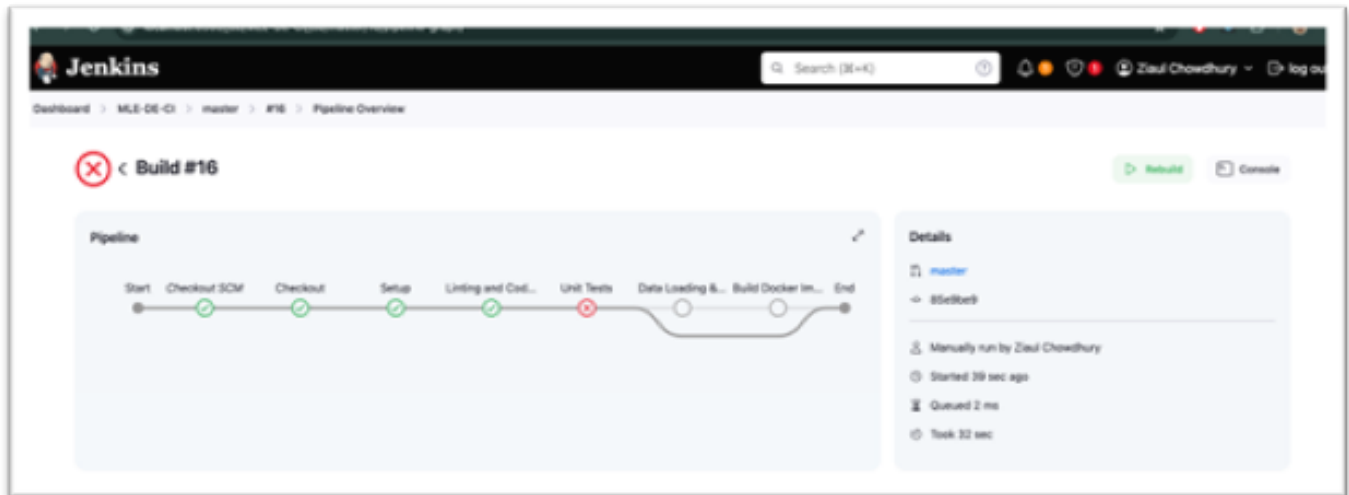 Jenkins
Search (⌘+K)
Ziaul Chowdhury
log ou
Dashboard > MLE-DE-CI > master > #16 > Pipeline Overview
< Build #16
Rebuild
Console
Pipeline
Start Checkout SCM Checkout Setup Linting and Cod... Unit Tests Data Loading &... Build Docker Im... End
Details
master
85e9be9
Manually run by Ziaul Chowdhury
Started 39 sec ago
Queued 2 ms
Took 32 sec